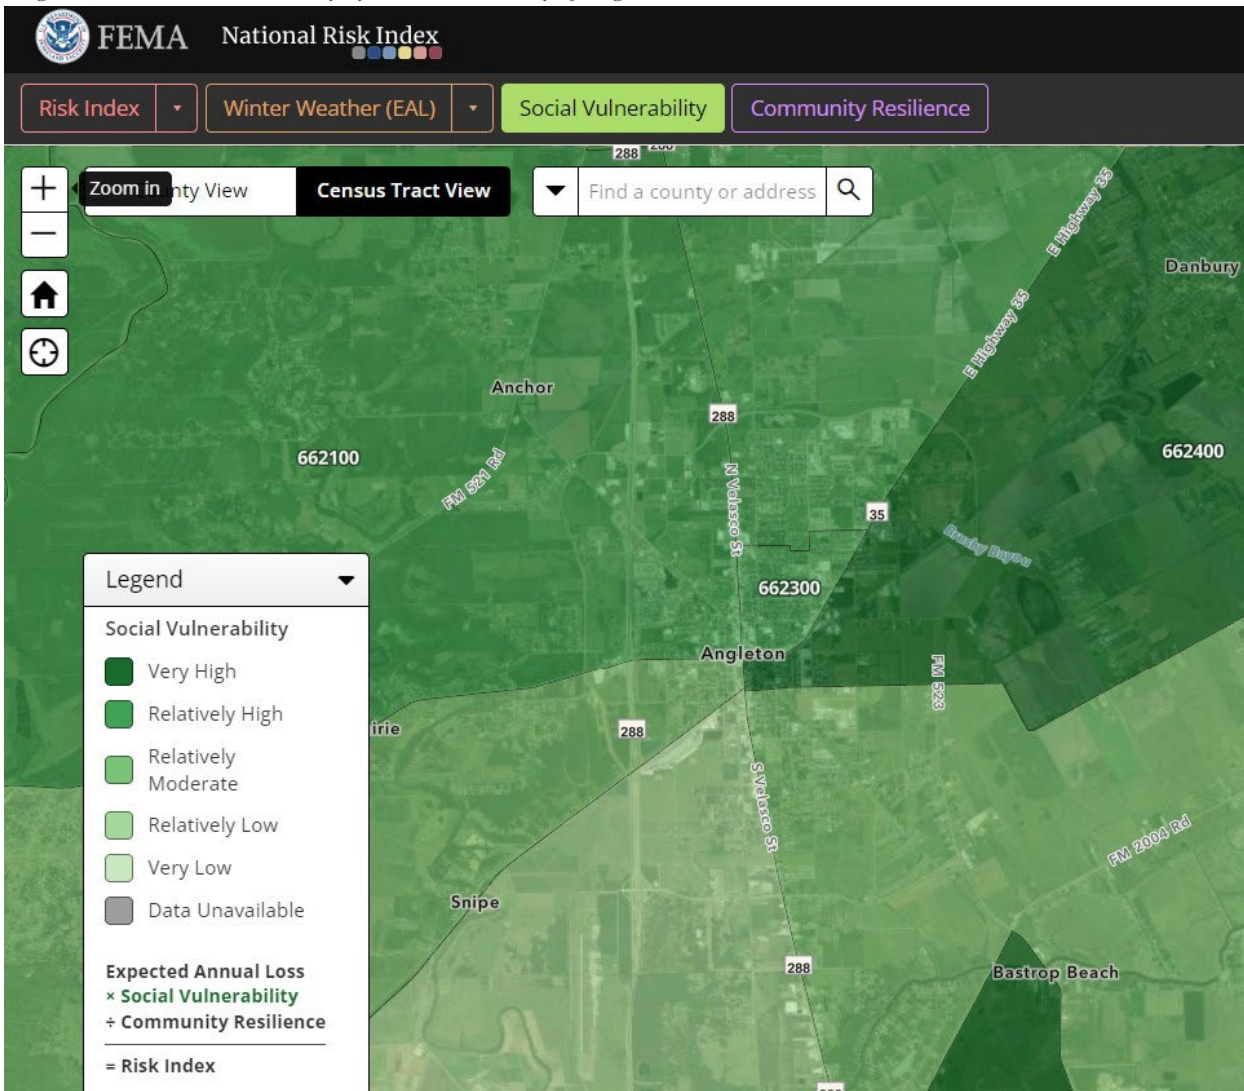 FEMA National Risk Index
Risk Index
Winter Weather (EAL)
Social Vulnerability
Community Resilience
288
Zoom in
nty View
Census Tract View
Find a county or address
E Highway 35
Danbury
E Highway 35
Anchor
288
662100
662400
FM 521 Rd
N Velasco St
35
Brushy Bayou
662300
Angleton
FM 523
irie
288
S Velasco St
FM 2004 Rd
Snipe
288
Bastrop Beach
Legend
Social Vulnerability
Very High
Relatively High
Relatively
Moderate
Relatively Low
Very Low
Data Unavailable
Expected Annual Loss
× Social Vulnerability
÷ Community Resilience
= Risk Index